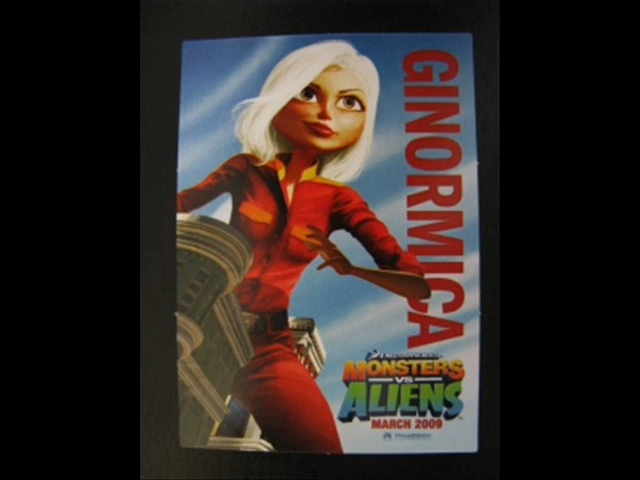 GINORMICA
DREAMWORKS
MONSTERS
VS
ALIENS
MARCH 2009